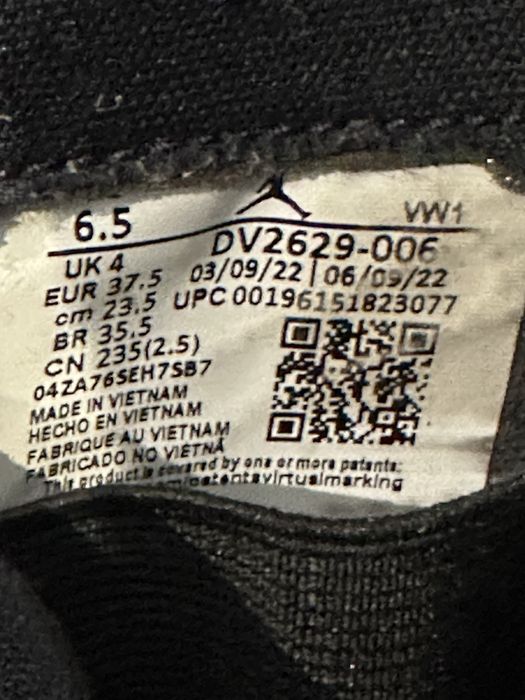 6.5
VW1
DV2629-006
UK 4
03/09/22 | 06/09/22
EUR 37.5
UPC 00196151823077
cm 23.5
BR 35.5
CN 235(2.5)
04ZA76SEH7SB7
MADE IN VIETNAM
HECHO EN VIETNAM
FABRIQUE AU VIETNAM
FABRICADO NO VIETNÃ
This product is covered by one or more patents:
patentsvirtualmarking